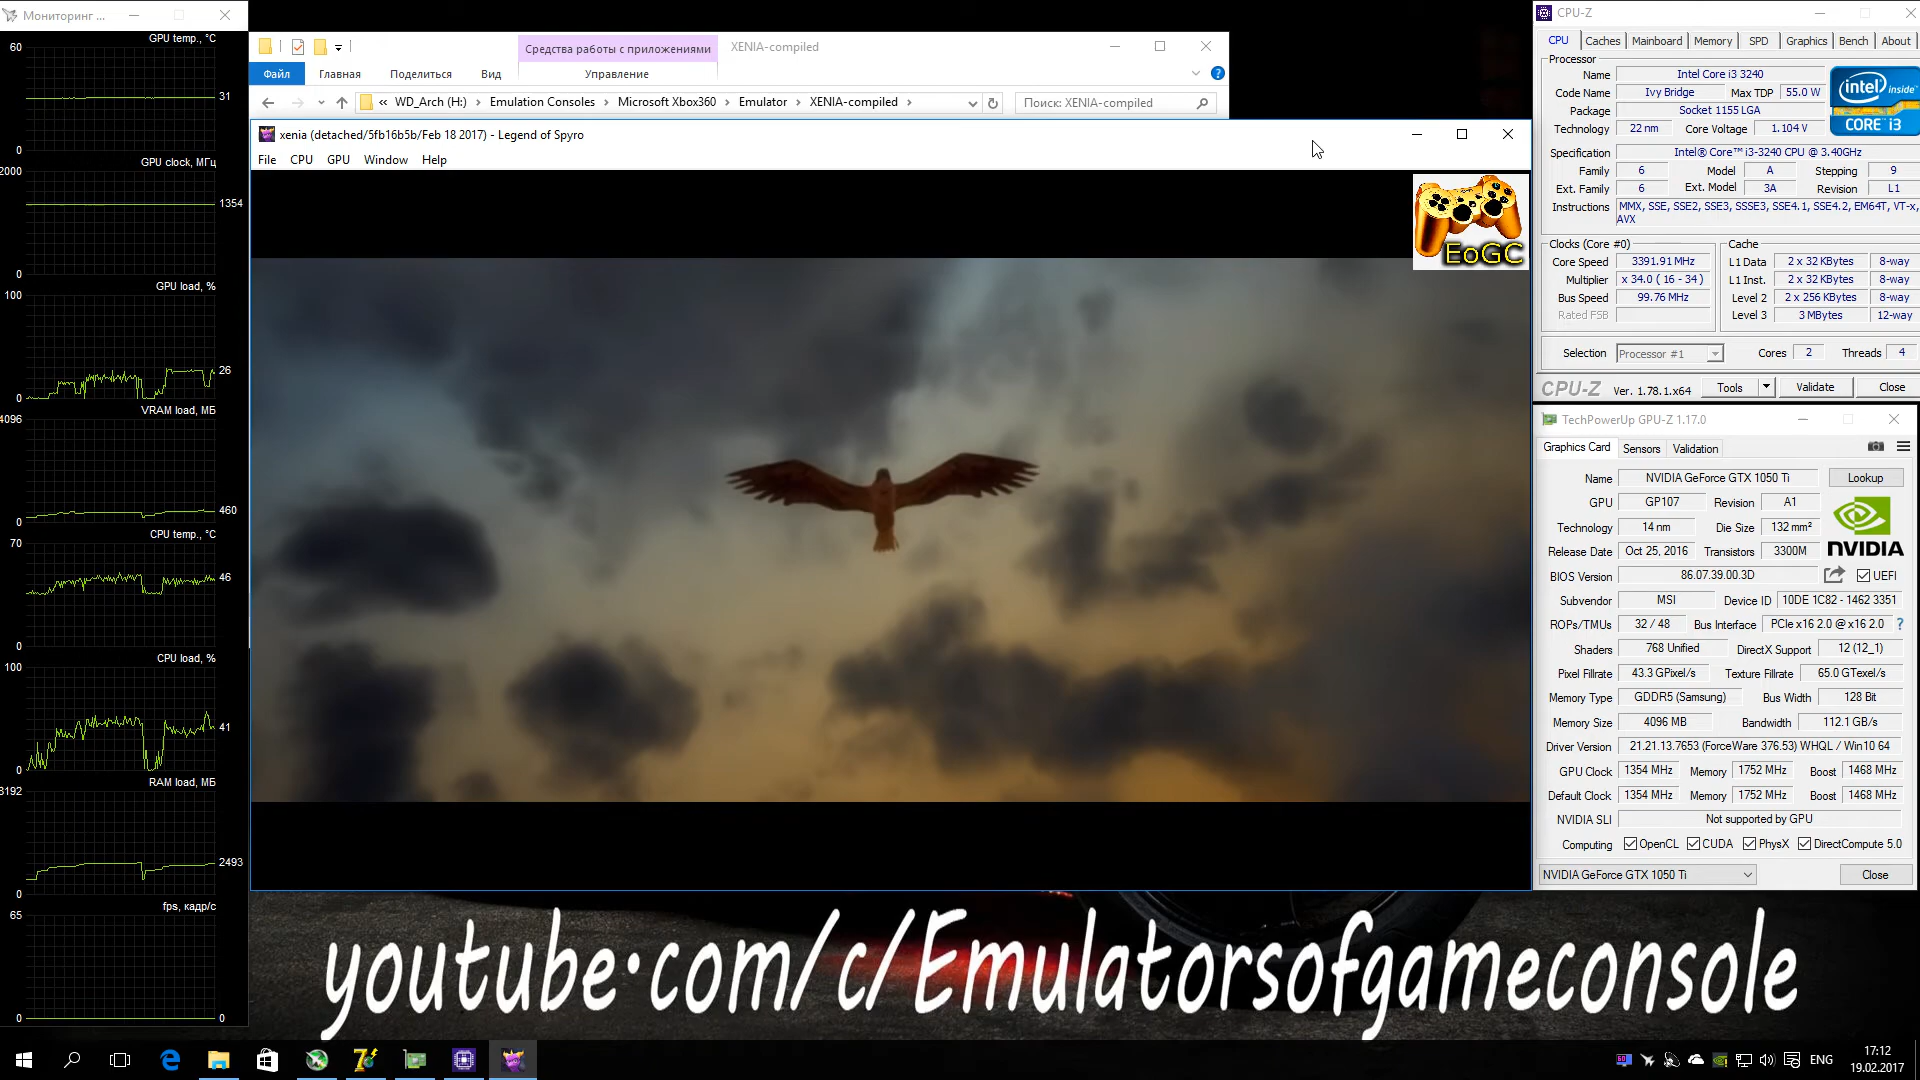 Мониторинг ...
GPU temp., °C
60
31
0
GPU clock, МГц
2000
1354
0
GPU load, %
100
26
0
VRAM load, МБ
4096
460
0
CPU temp., °C
70
46
0
CPU load, %
100
41
0
RAM load, МБ
8192
2493
0
fps, кадр/с
65
0
0
Средства работы с приложениями
XENIA-compiled
Файл
Главная
Поделиться
Вид
Управление
« WD_Arch (H:) › Emulation Consoles › Microsoft Xbox360 › Emulator › XENIA-compiled ›
Поиск: XENIA-compiled
xenia (detached/5fb16b5b/Feb 18 2017) - Legend of Spyro
File CPU GPU Window Help
EoGC
youtube.com/c/Emulatorsofgameconsole
CPU-Z
CPU Caches Mainboard Memory SPD Graphics Bench About
Processor
Name Intel Core i3 3240
Code Name Ivy Bridge Max TDP 55.0 W
Package Socket 1155 LGA
Technology 22 nm Core Voltage 1.104 V
intel inside™
CORE i3
Specification Intel® Core™ i3-3240 CPU @ 3.40GHz
Family 6 Model A Stepping 9
Ext. Family 6 Ext. Model 3A Revision L1
Instructions MMX, SSE, SSE2, SSE3, SSSE3, SSE4.1, SSE4.2, EM64T, VT-x,
AVX
Clocks (Core #0)
Core Speed 3391.91 MHz
Multiplier x 34.0 ( 16 - 34 )
Bus Speed 99.76 MHz
Rated FSB
Cache
L1 Data 2 x 32 KBytes 8-way
L1 Inst. 2 x 32 KBytes 8-way
Level 2 2 x 256 KBytes 8-way
Level 3 3 MBytes 12-way
Selection Processor #1 Cores 2 Threads 4
CPU-Z Ver. 1.78.1.x64 Tools Validate Close
TechPowerUp GPU-Z 1.17.0
Graphics Card Sensors Validation
Name NVIDIA GeForce GTX 1050 Ti Lookup
GPU GP107 Revision A1
Technology 14 nm Die Size 132 mm²
Release Date Oct 25, 2016 Transistors 3300M
NVIDIA
BIOS Version 86.07.39.00.3D UEFI
Subvendor MSI Device ID 10DE 1C82 - 1462 3351
ROPs/TMUs 32 / 48 Bus Interface PCIe x16 2.0 @ x16 2.0 ?
Shaders 768 Unified DirectX Support 12 (12_1)
Pixel Fillrate 43.3 GPixel/s Texture Fillrate 65.0 GTexel/s
Memory Type GDDR5 (Samsung) Bus Width 128 Bit
Memory Size 4096 MB Bandwidth 112.1 GB/s
Driver Version 21.21.13.7653 (ForceWare 376.53) WHQL / Win10 64
GPU Clock 1354 MHz Memory 1752 MHz Boost 1468 MHz
Default Clock 1354 MHz Memory 1752 MHz Boost 1468 MHz
NVIDIA SLI Not supported by GPU
Computing OpenCL CUDA PhysX DirectCompute 5.0
NVIDIA GeForce GTX 1050 Ti Close
ENG
17:12
19.02.2017